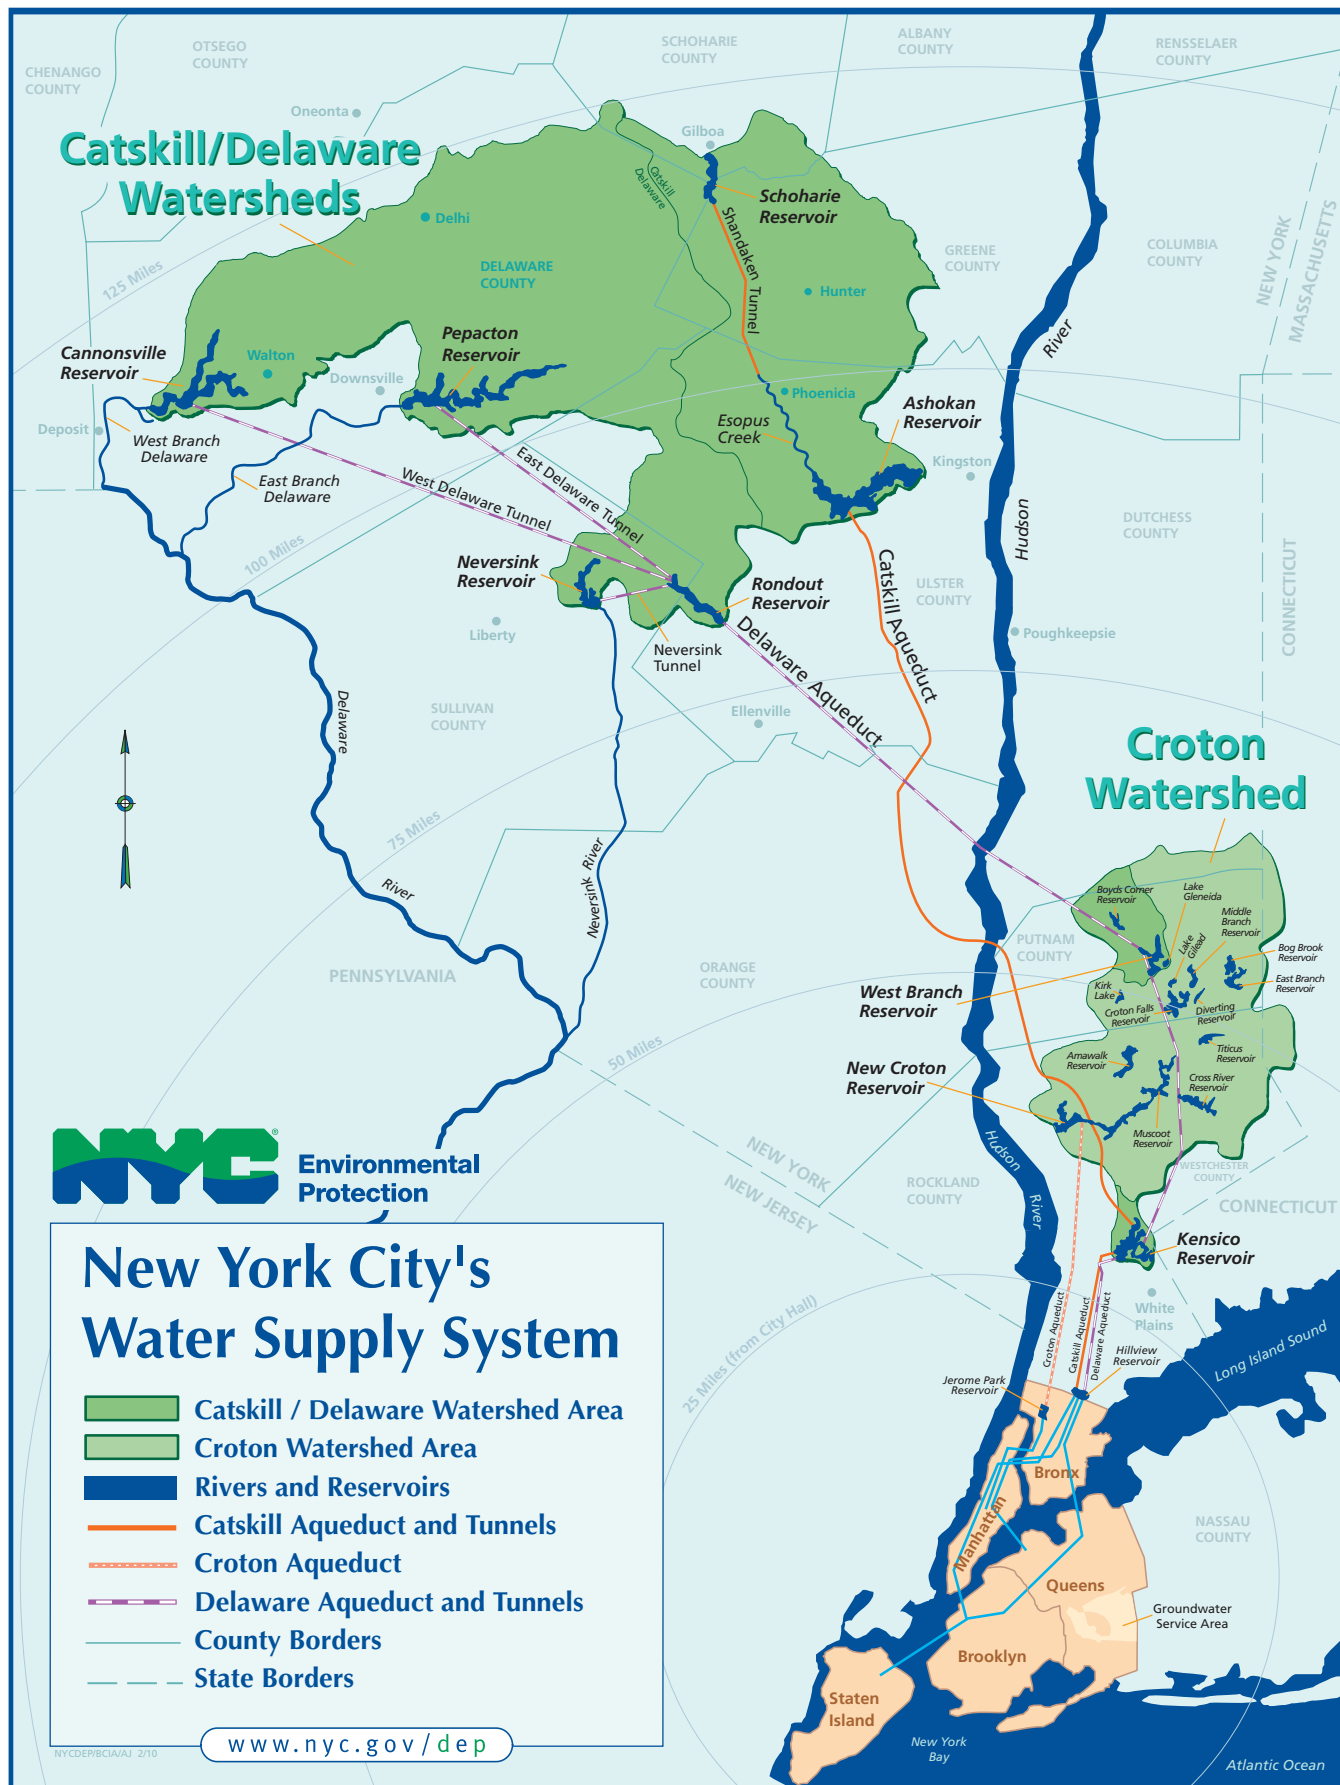 OTSEGO
COUNTY
SCHOHARIE
COUNTY
ALBANY
COUNTY
RENSSELAER
COUNTY
CHENANGO
COUNTY
Oneonta
Gilboa
Catskill/Delaware
Watersheds
Catskill
Delaware
Schoharie
Reservoir
Delhi
Shandaken Tunnel
GREENE
COUNTY
COLUMBIA
COUNTY
NEW YORK
MASSACHUSETTS
DELAWARE
COUNTY
125 Miles
Hunter
River
Pepacton
Reservoir
Cannonsville
Reservoir
Walton
Downsville
Phoenicia
Ashokan
Reservoir
Esopus
Creek
Deposit
West Branch
Delaware
Kingston
East Branch
Delaware
West Delaware Tunnel
East Delaware Tunnel
Hudson
DUTCHESS
COUNTY
100 Miles
Neversink
Reservoir
Rondout
Reservoir
Catskill Aqueduct
ULSTER
COUNTY
CONNECTICUT
Liberty
Neversink
Tunnel
Delaware Aqueduct
Poughkeepsie
SULLIVAN
COUNTY
Ellenville
Delaware
Croton
Watershed
75 Miles
River
Neversink River
Boyds Corner
Reservoir
Lake
Gleneida
Middle
Branch
Reservoir
Lake
Gilead
Bog Brook
Reservoir
PUTNAM
COUNTY
PENNSYLVANIA
ORANGE
COUNTY
East Branch
Reservoir
West Branch
Reservoir
Kirk
Lake
Croton Falls
Reservoir
Diverting
Reservoir
50 Miles
Titicus
Reservoir
Amawalk
Reservoir
New Croton
Reservoir
Cross River
Reservoir
Muscoot
Reservoir
NYC®
Environmental
Protection
Hudson
River
NEW YORK
NEW JERSEY
ROCKLAND
COUNTY
WESTCHESTER
COUNTY
CONNECTICUT
Kensico
Reservoir
New York City's
Water Supply System
White
Plains
Croton Aqueduct
Catskill Aqueduct
Delaware Aqueduct
25 Miles (from City Hall)
Hillview
Reservoir
Long Island Sound
Jerome Park
Reservoir
Catskill / Delaware Watershed Area
Croton Watershed Area
Rivers and Reservoirs
Catskill Aqueduct and Tunnels
Croton Aqueduct
Delaware Aqueduct and Tunnels
County Borders
State Borders
Bronx
Manhattan
NASSAU
COUNTY
Queens
Groundwater
Service Area
Brooklyn
Staten
Island
New York
Bay
Atlantic Ocean
www.nyc.gov/dep
NYCDEP/BCIA/AJ 2/10